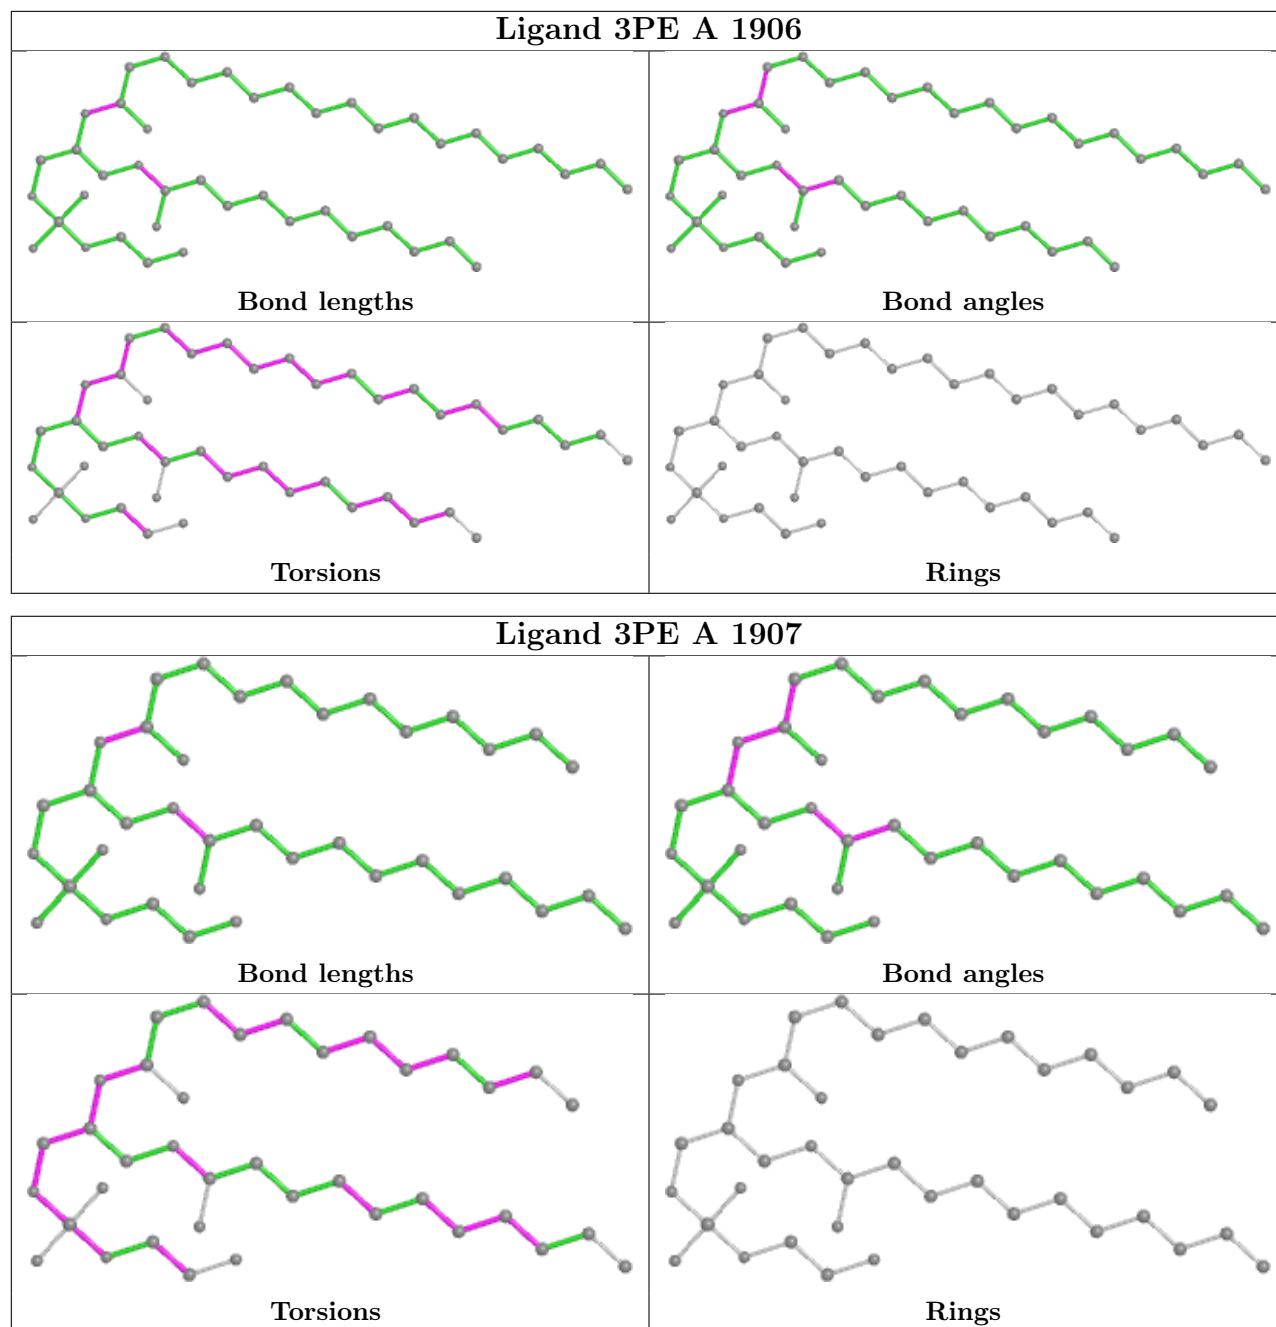 Ligand 3PE A 1906
Bond lengths
Bond angles
Torsions
Rings
Ligand 3PE A 1907
Bond lengths
Bond angles
Torsions
Rings